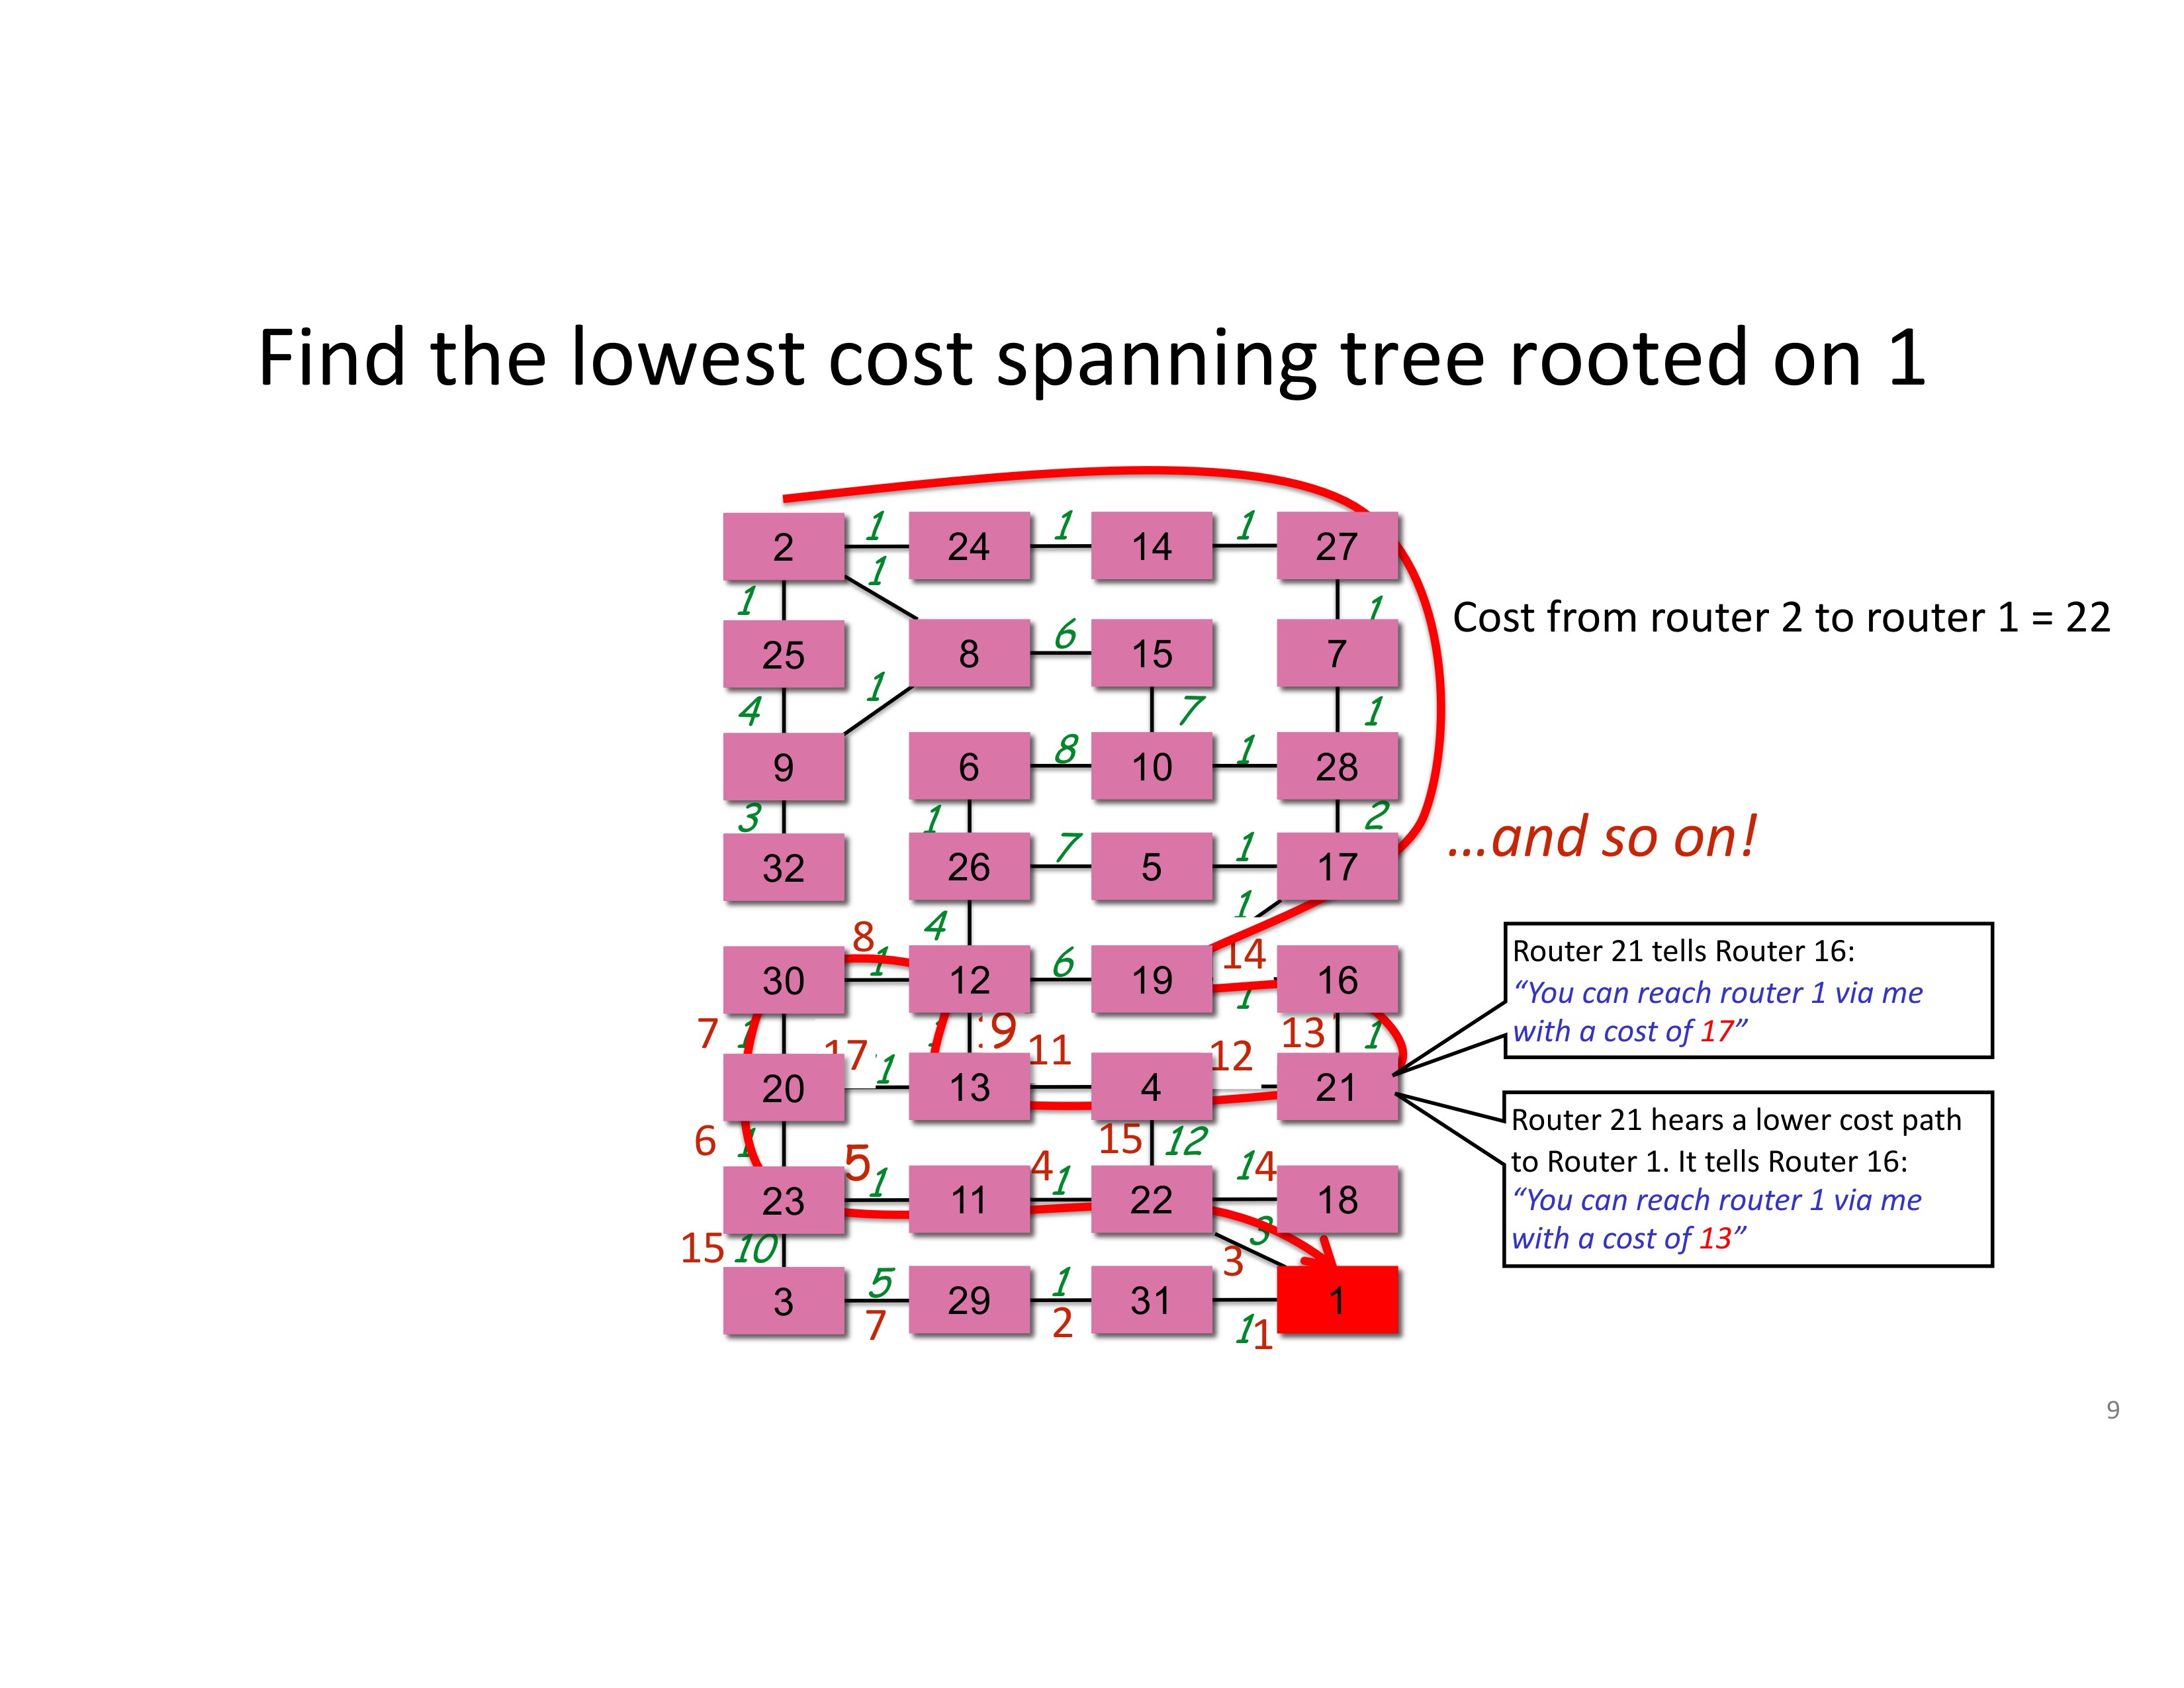 Find the lowest cost spanning tree rooted on 1
2 1 24 1 14 1 27
1
1 1
Cost from router 2 to router 1 = 22
25 8 6 15 7
1
4 7 1
9 6 8 10 1 28
3 1 2
…and so on!
32 26 7 5 1 17
1
4
8 14
30 1 12 6 19 1 16
Router 21 tells Router 16:
“You can reach router 1 via me
with a cost of 17”
7 1 9 13 1
17 11 12
20 1 13 4 21
Router 21 hears a lower cost path
to Router 1. It tells Router 16:
“You can reach router 1 via me
with a cost of 13”
6 1 15 12
5 4 1 4
23 1 11 1 22 18
15 10 3
3
3 5 29 1 31 1
7 2 1 1
9